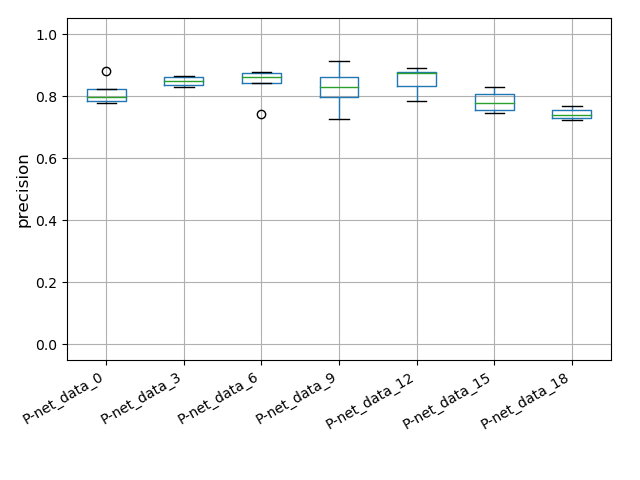 1.0
0.8
0.6
0.4
0.2
0.0
precision
P-net_data_0
P-net_data_3
P-net_data_6
P-net_data_9
P-net_data_12
P-net_data_15
P-net_data_18